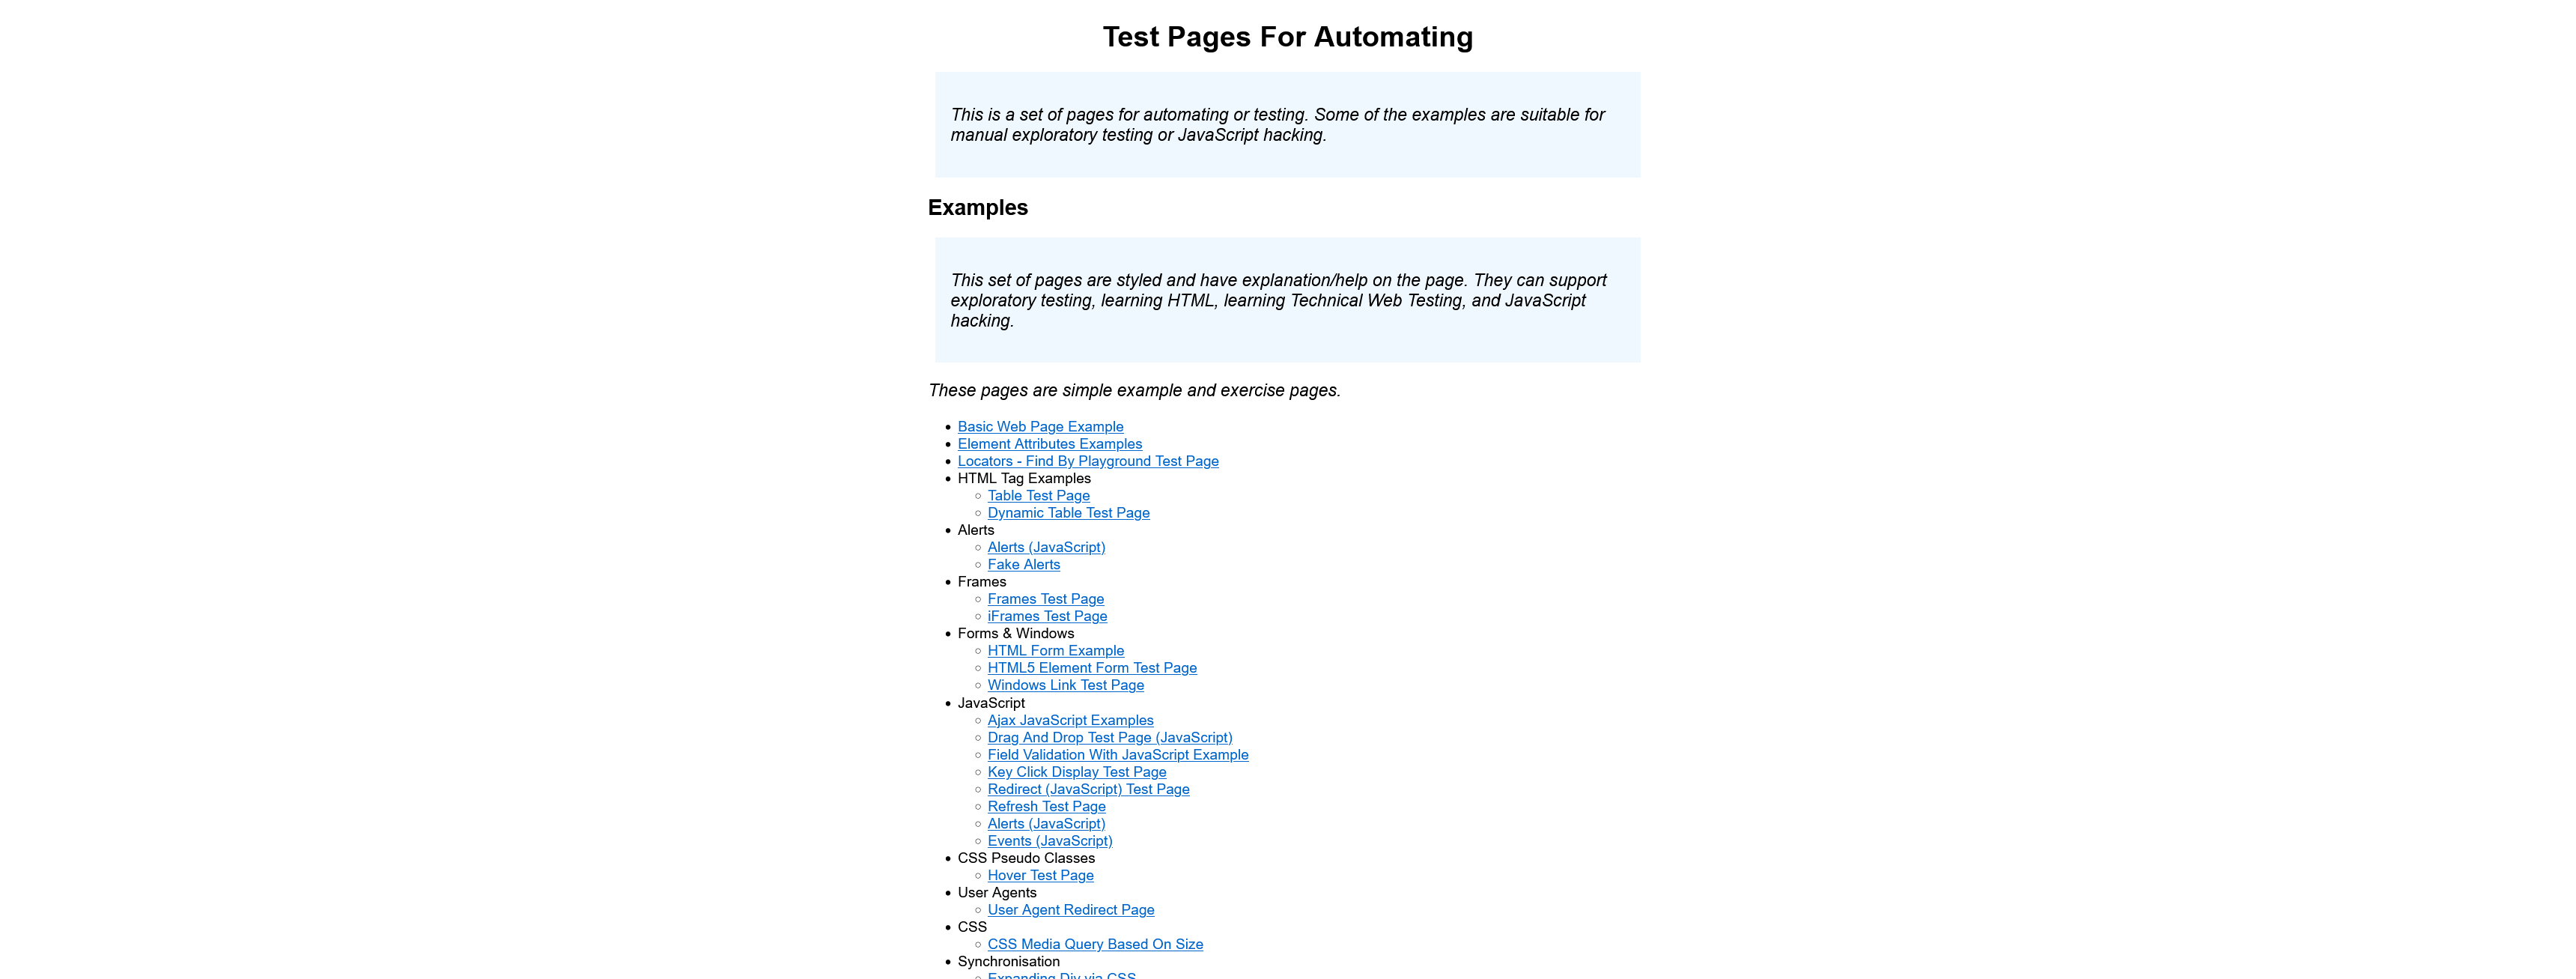 Test Pages For Automating
This is a set of pages for automating or testing. Some of the examples are suitable for
manual exploratory testing or JavaScript hacking.
Examples
This set of pages are styled and have explanation/help on the page. They can support
exploratory testing, learning HTML, learning Technical Web Testing, and JavaScript
hacking.
These pages are simple example and exercise pages.
Basic Web Page Example
Element Attributes Examples
Locators - Find By Playground Test Page
HTML Tag Examples
Table Test Page
Dynamic Table Test Page
Alerts
Alerts (JavaScript)
Fake Alerts
Frames
Frames Test Page
iFrames Test Page
Forms & Windows
HTML Form Example
HTML5 Element Form Test Page
Windows Link Test Page
JavaScript
Ajax JavaScript Examples
Drag And Drop Test Page (JavaScript)
Field Validation With JavaScript Example
Key Click Display Test Page
Redirect (JavaScript) Test Page
Refresh Test Page
Alerts (JavaScript)
Events (JavaScript)
CSS Pseudo Classes
Hover Test Page
User Agents
User Agent Redirect Page
CSS
CSS Media Query Based On Size
Synchronisation
Expanding Div via CSS